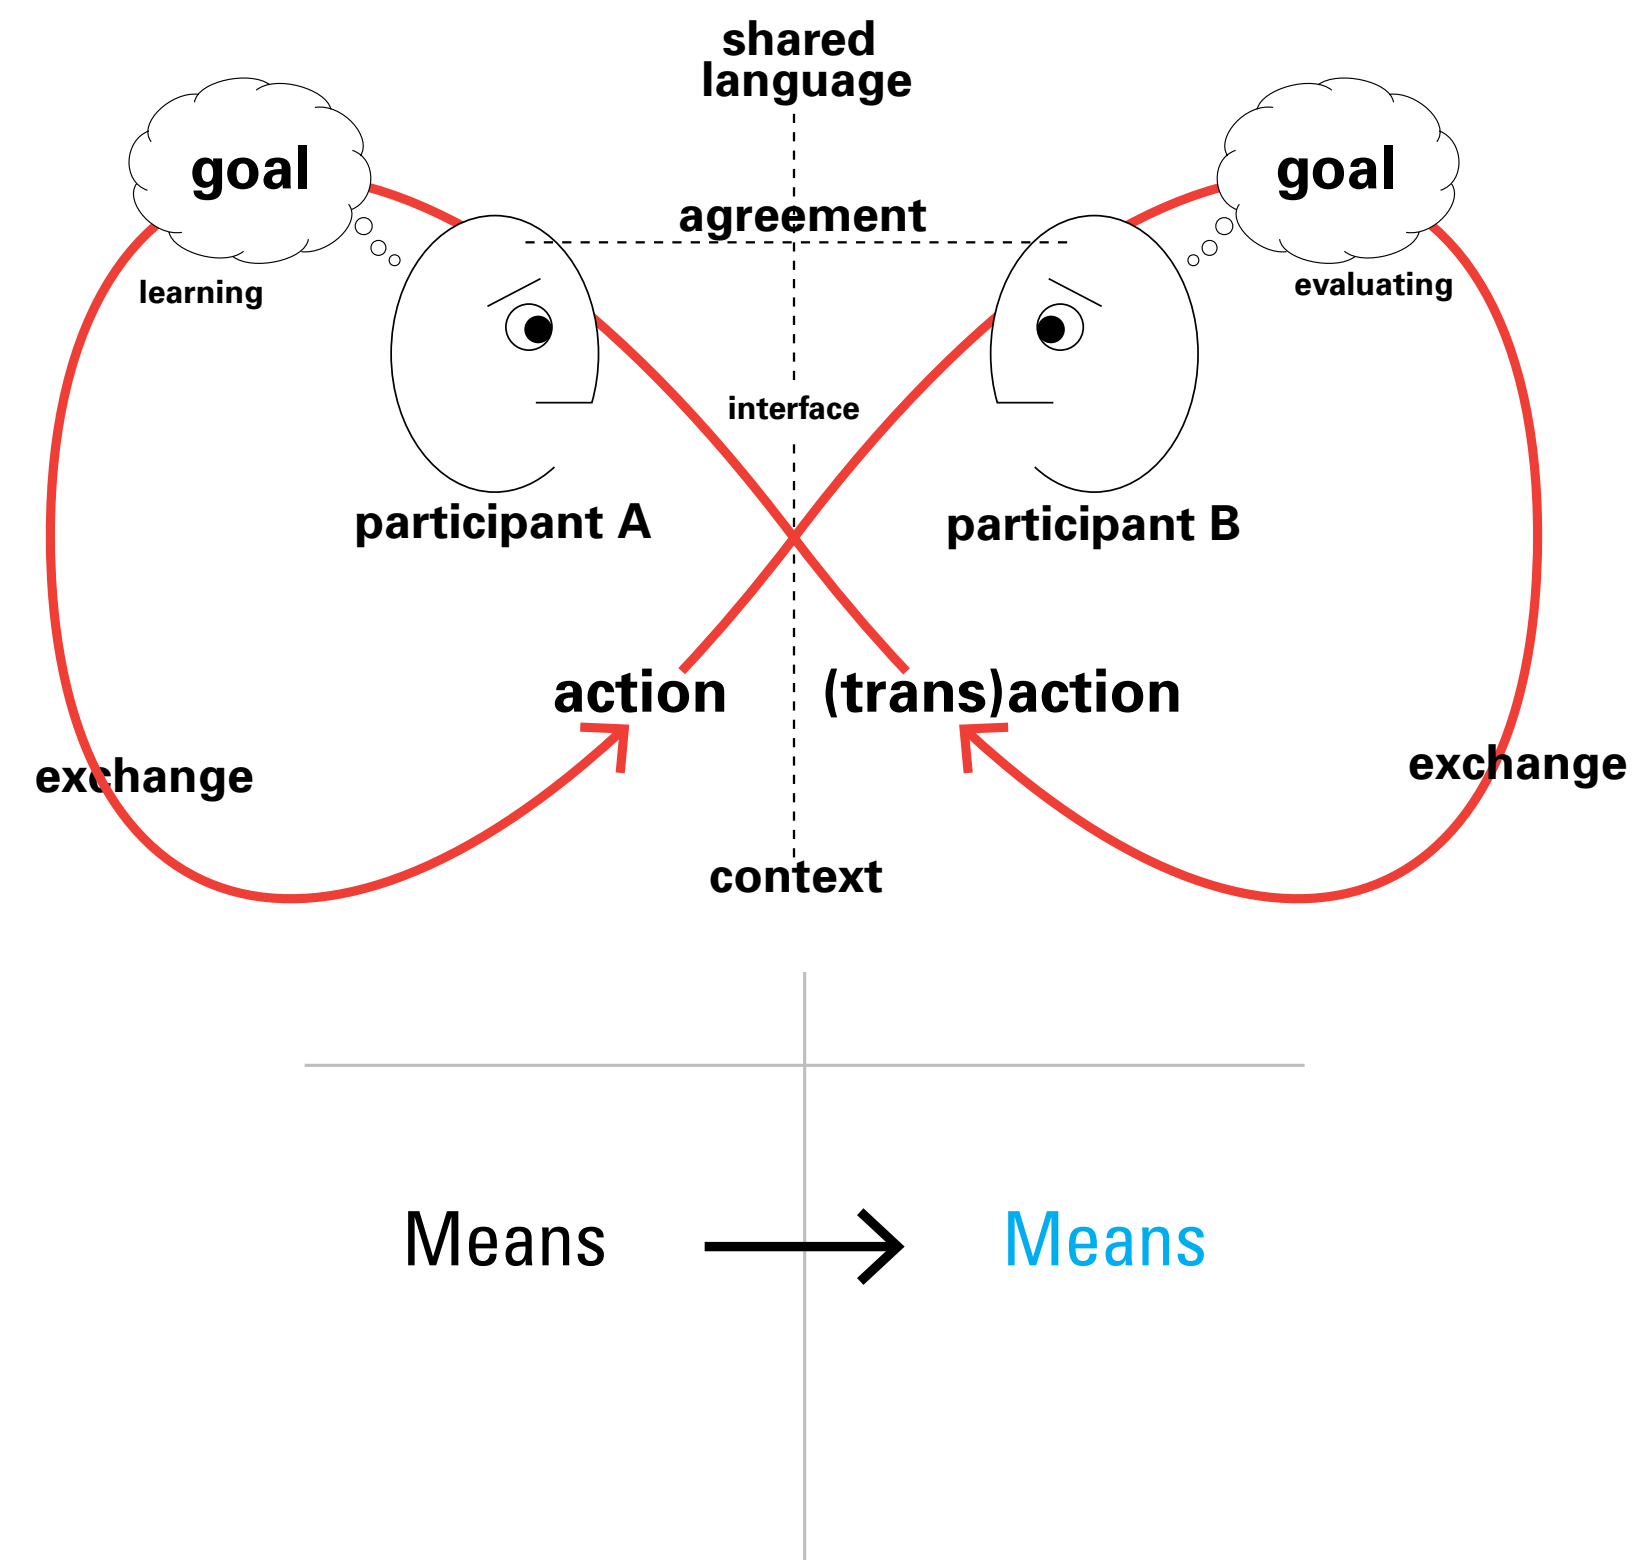 shared
language
goal
goal
agreement
learning
evaluating
interface
participant A
participant B
action
(trans)action
exchange
exchange
context
Means
Means